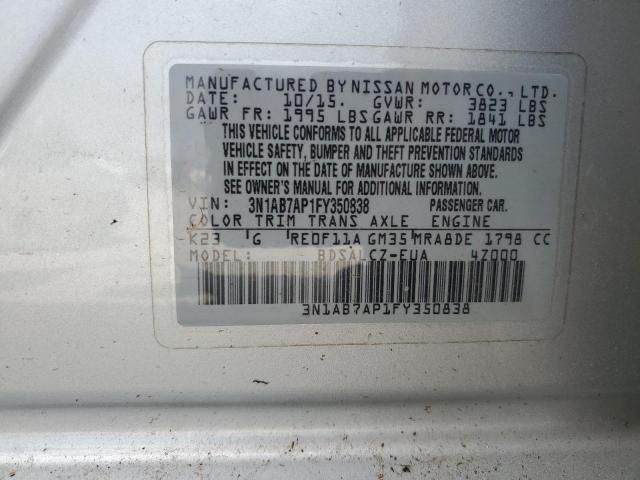 MANUFACTURED BY NISSAN MOTOR CO., LTD.
DATE: 10/15. GVWR: 3823 LBS
GAWR FR: 1995 LBS GAWR RR: 1841 LBS
THIS VEHICLE CONFORMS TO ALL APPLICABLE FEDERAL MOTOR
VEHICLE SAFETY, BUMPER AND THEFT PREVENTION STANDARDS
IN EFFECT ON THE DATE OF MANUFACTURE SHOWN ABOVE.
SEE OWNER'S MANUAL FOR ADDITIONAL INFORMATION.
VIN: 3N1AB7AP1FY350838 PASSENGER CAR.
COLOR TRIM TRANS AXLE ENGINE
K23 G RE0F11A GM35 MRA8DE 1798 CC
MODEL: BDSALCZ-EUA 4Z000
3N1AB7AP1FY350838